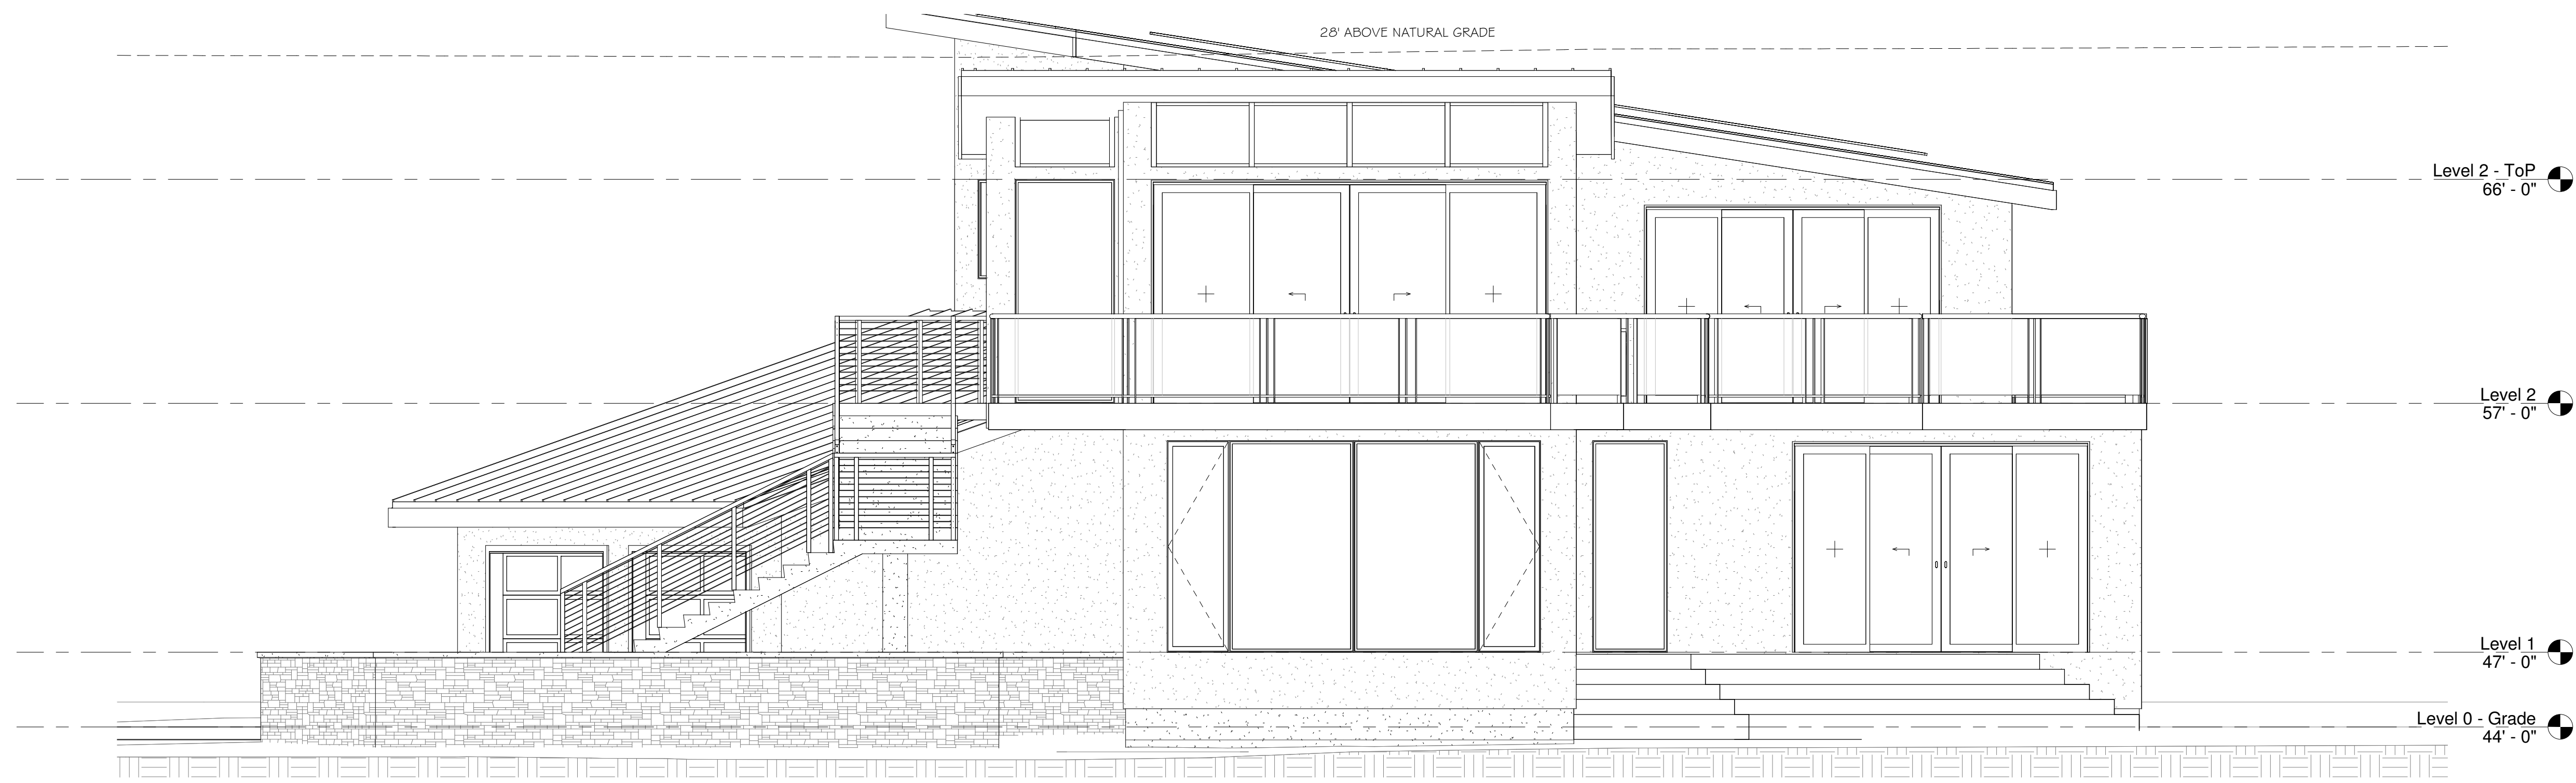 28' ABOVE NATURAL GRADE
Level 2 - ToP
66' - 0"
Level 2
57' - 0"
Level 1
47' - 0"
Level 0 - Grade
44' - 0"